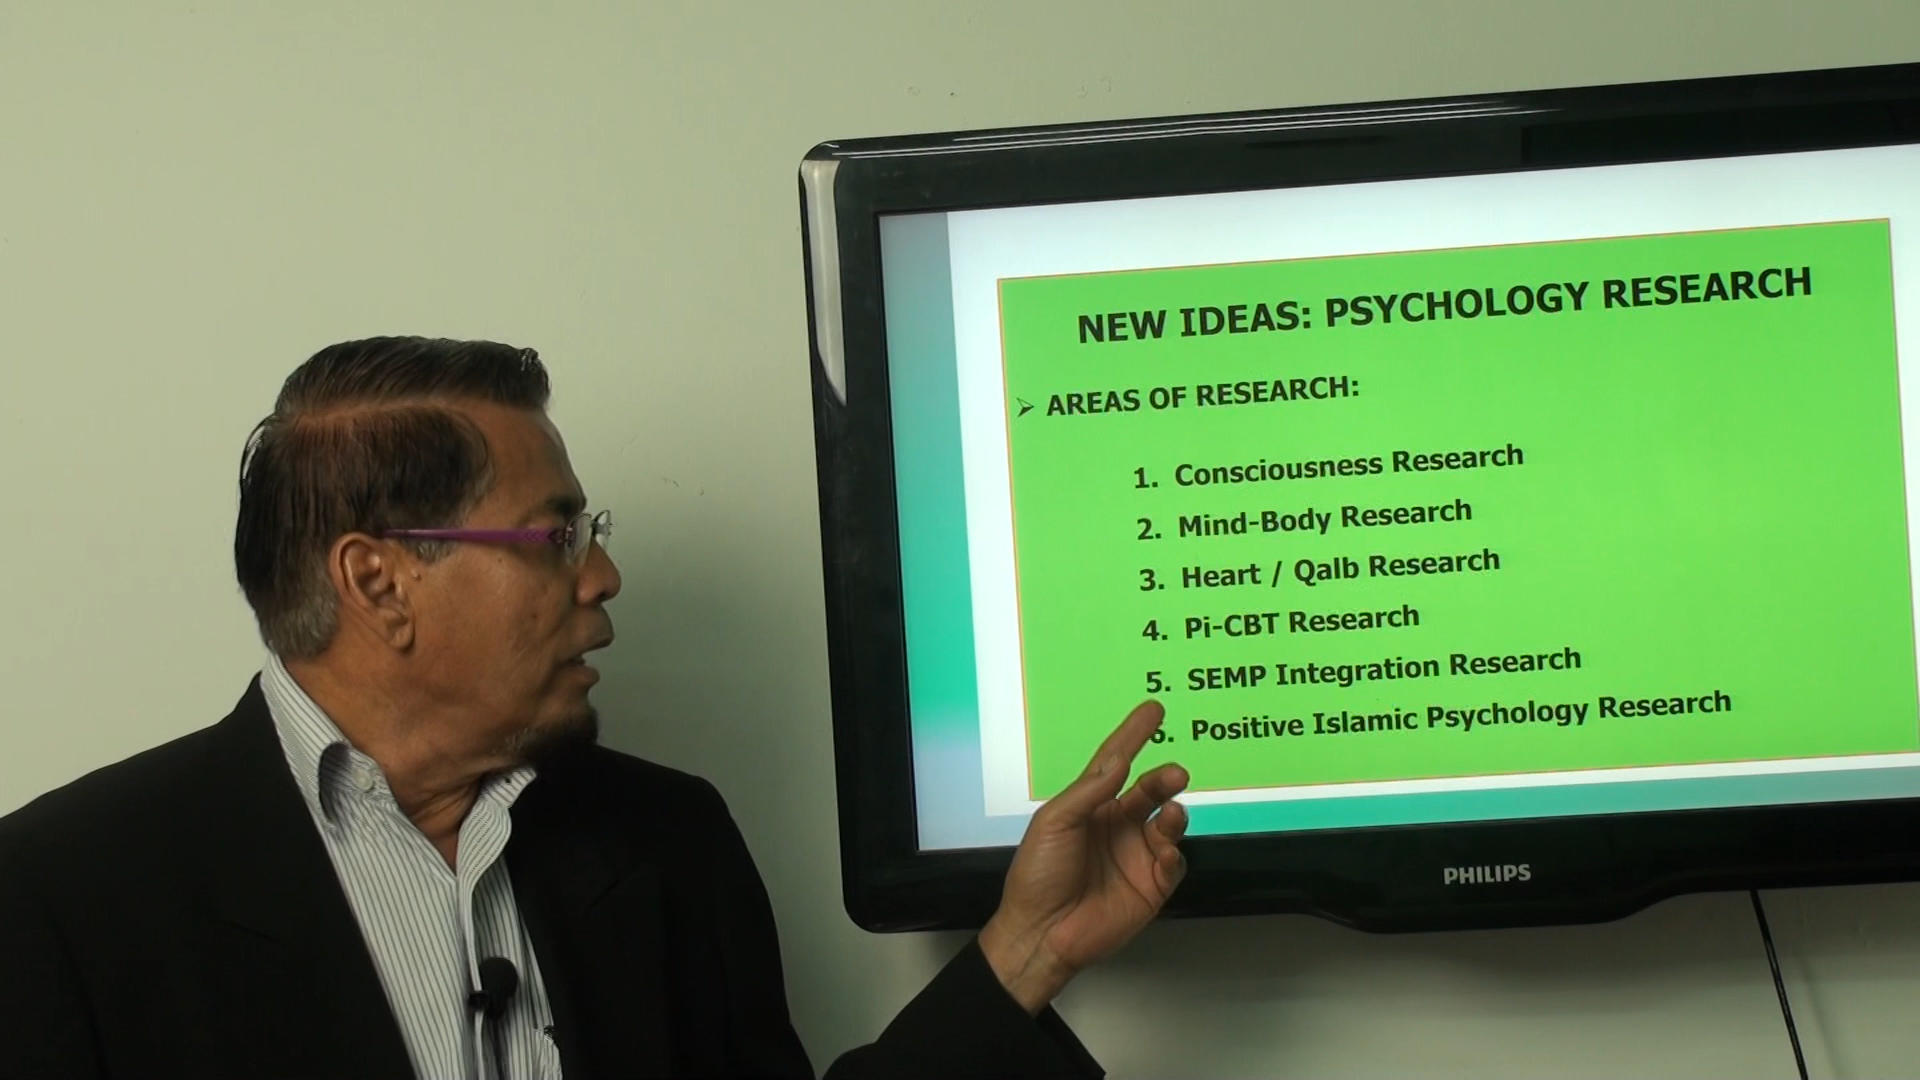 NEW IDEAS: PSYCHOLOGY RESEARCH
➢ AREAS OF RESEARCH:
1. Consciousness Research
2. Mind-Body Research
3. Heart / Qalb Research
4. Pi-CBT Research
5. SEMP Integration Research
6. Positive Islamic Psychology Research
PHILIPS